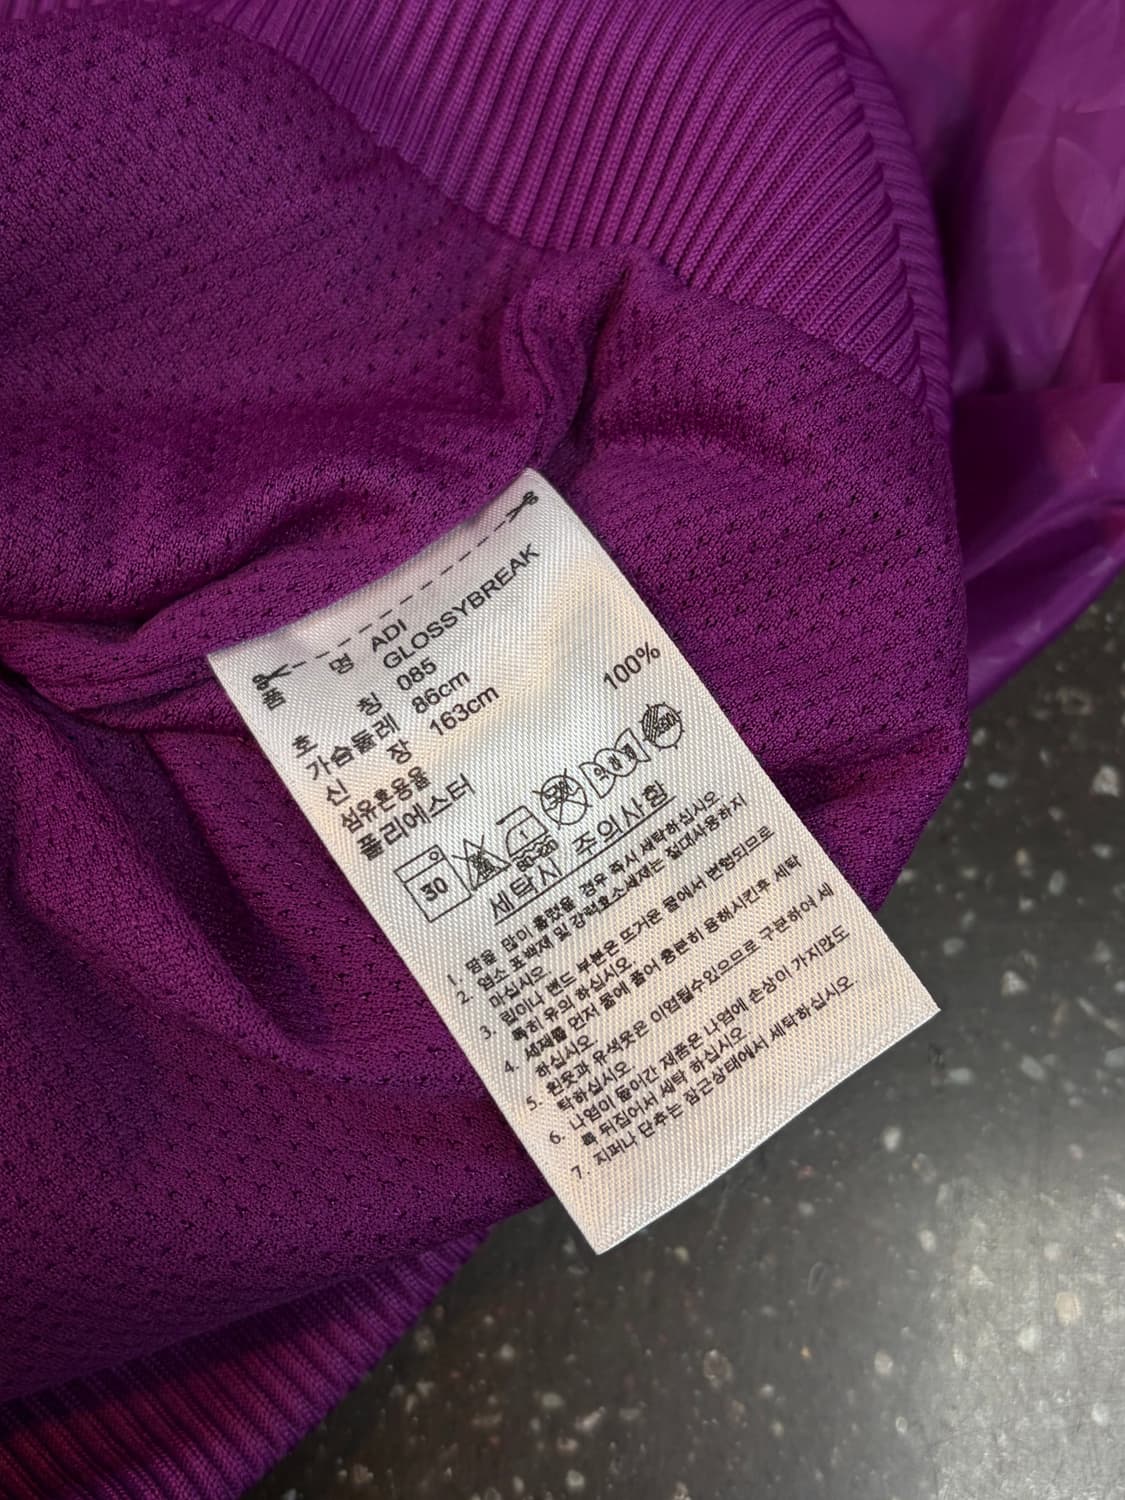 품 명 ADI
GLOSSYBREAK
호 칭 085
가슴둘레 86cm
신 장 163cm
섬유혼용율
폴리에스터 100%
30
1
80~120
세탁시 주의사항
1. 땀을 많이 흘렸을 경우 즉시 세탁하십시오
2. 염소 표백제 및 강력효소세제는 절대사용하지
마십시오.
3. 립이나 밴드 부분은 뜨거운 물에서 변형되므로
특히 유의 하십시오.
4. 세제를 먼저 물에 풀어 충분히 용해시킨후 세탁
하십시오
5. 흰옷과 유색옷은 이염될수있으므로 구분하여 세
탁하십시오
6. 나염이 들어간 제품은 나염에 손상이 가지않도
록 뒤집어서 세탁 하십시오.
7. 지퍼나 단추는 잠근상태에서 세탁하십시오.